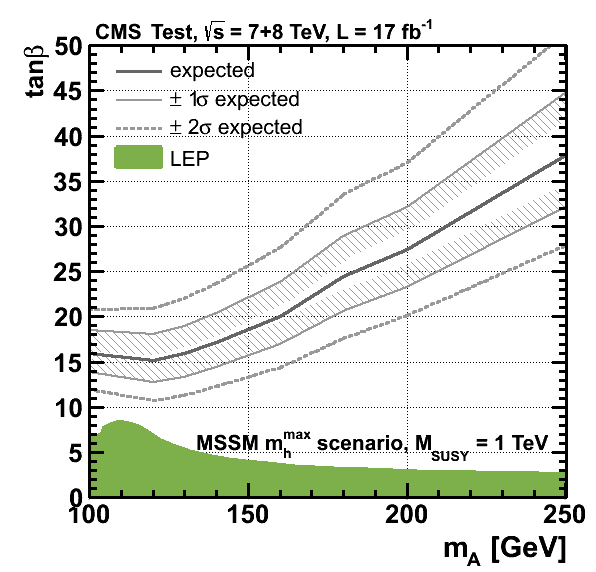 CMS Test, √s = 7+8 TeV, L = 17 fb⁻¹
tanβ
50
45
40
35
30
25
20
15
10
5
0
expected
± 1σ expected
± 2σ expected
LEP
MSSM m_h^max scenario, M_SUSY = 1 TeV
100 150 200 250
m_A [GeV]